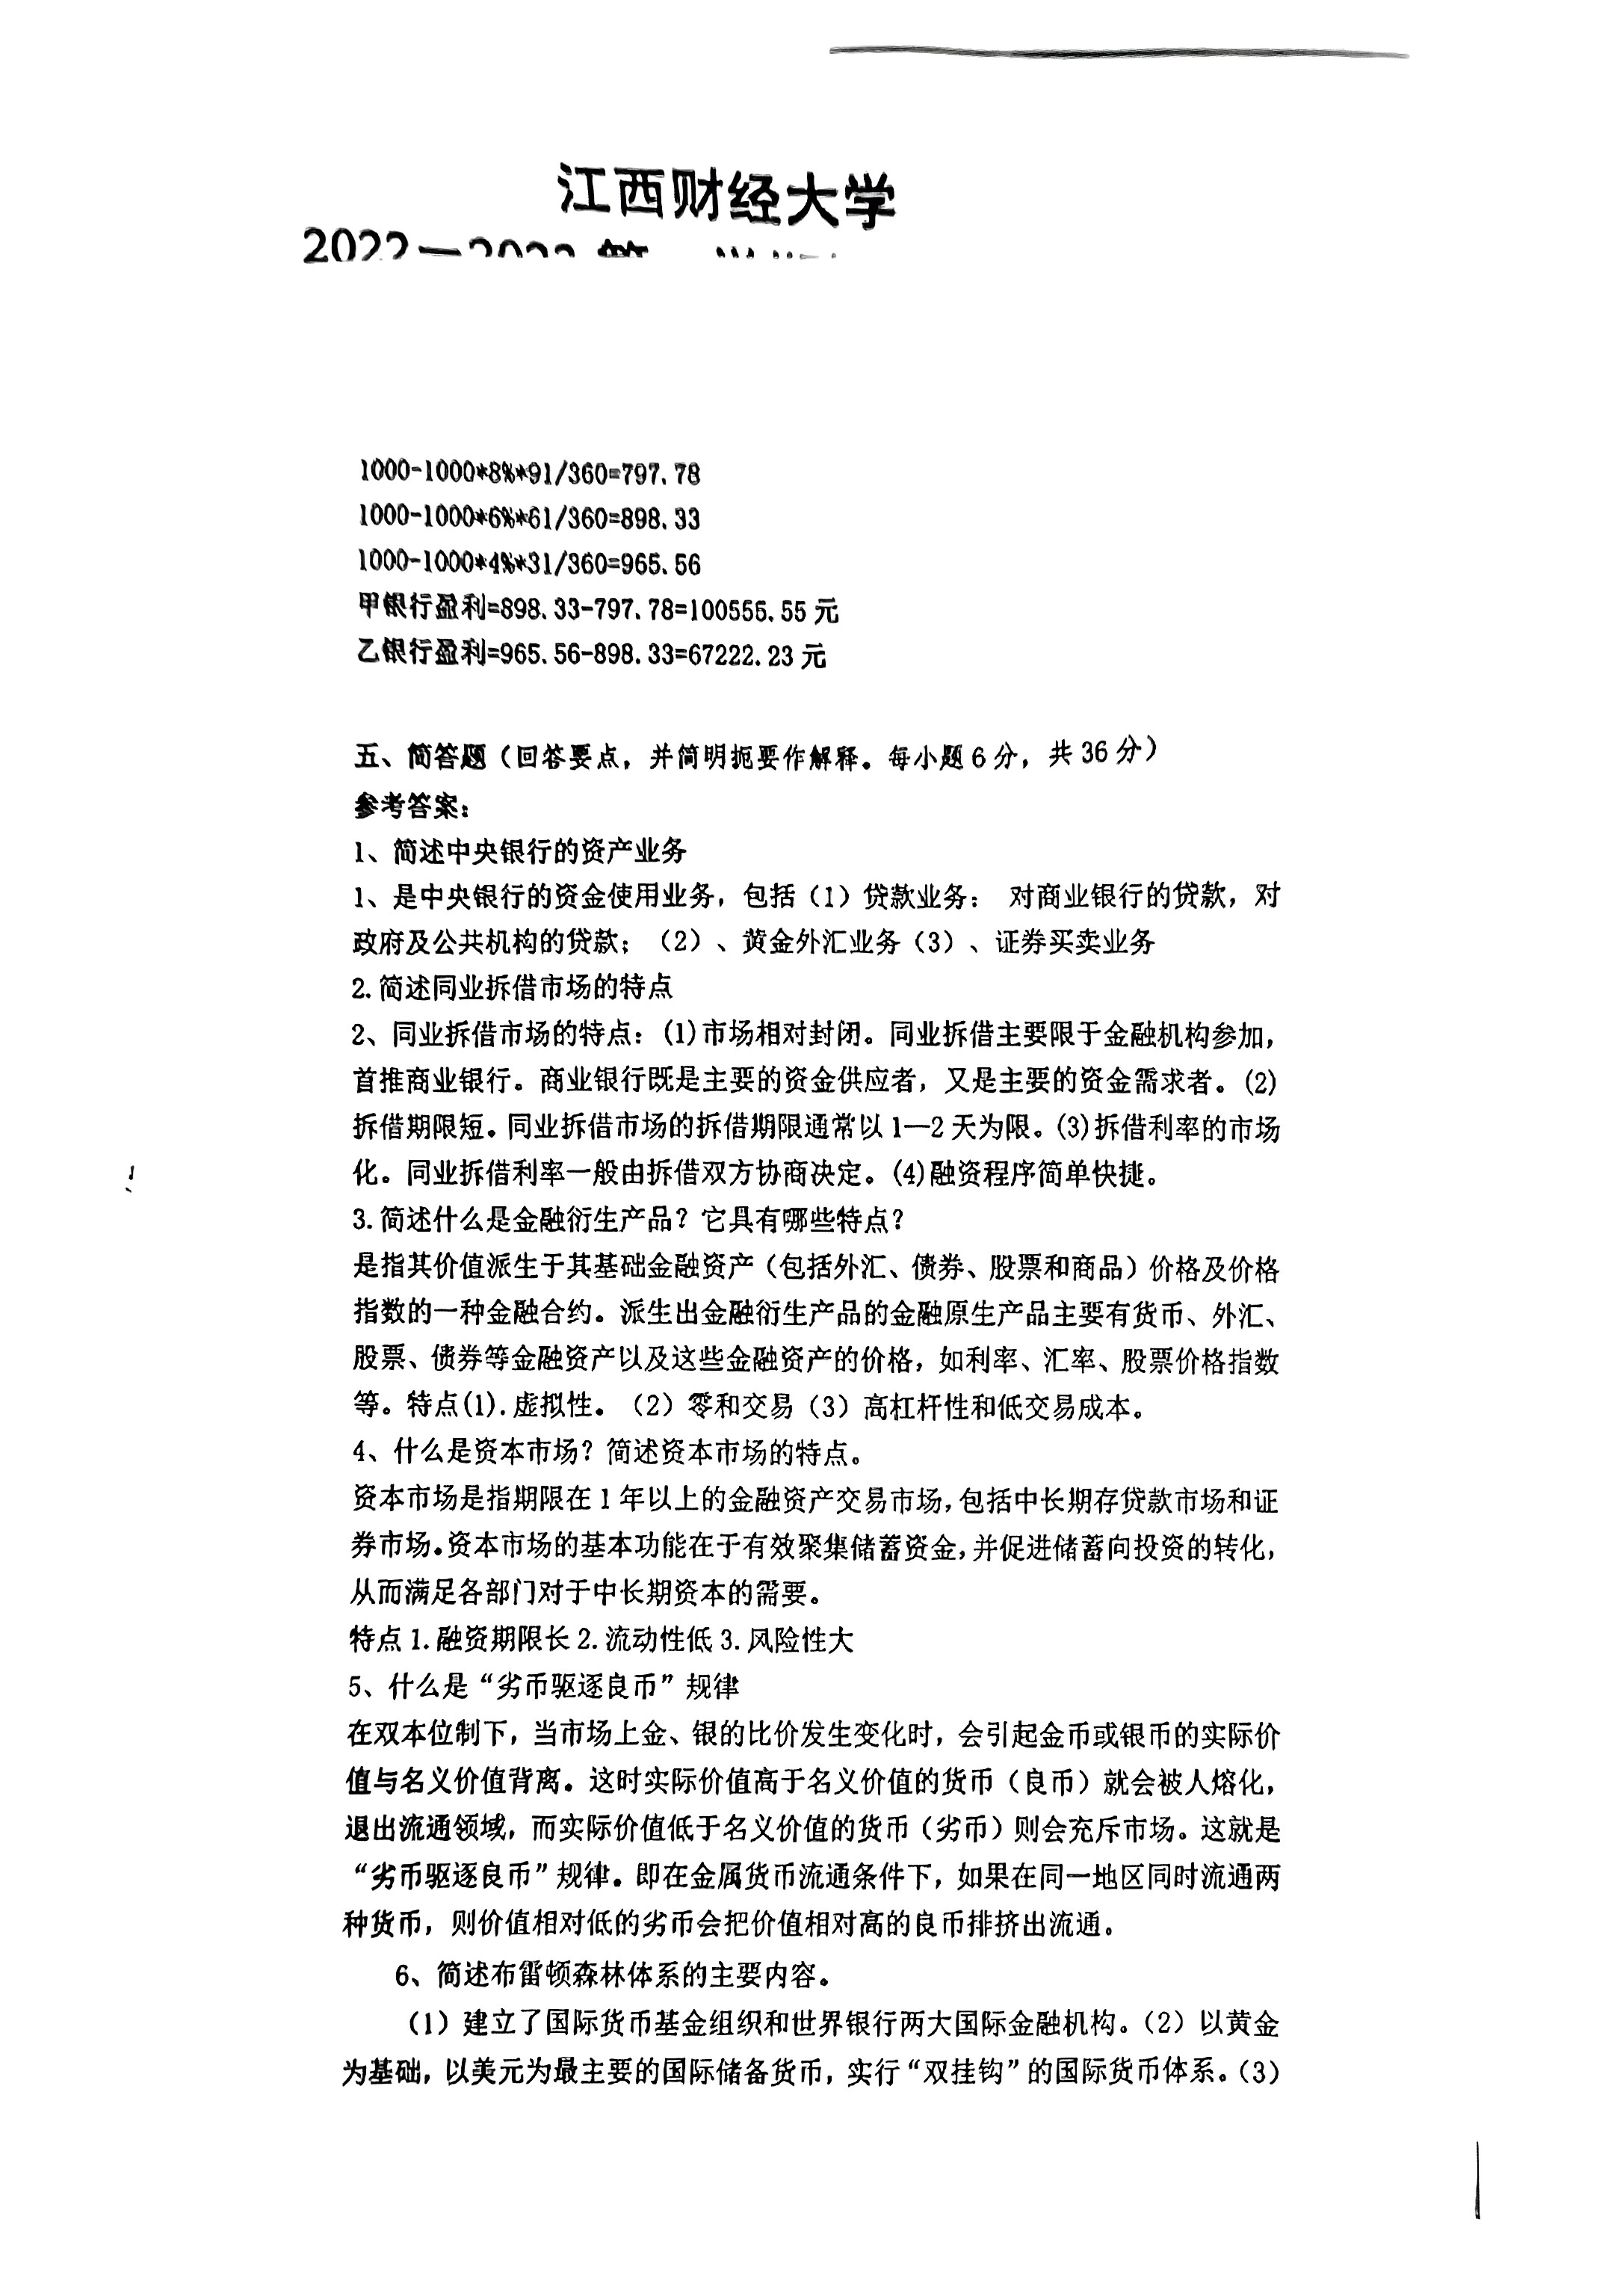 江西财经大学
1000-1000*8%*91/360=797.78
1000-1000*6%*61/360=898.33
1000-1000*4%*31/360=965.56
甲银行盈利=898.33-797.78=100555.55 元
乙银行盈利=965.56-898.33=67222.23 元
五、简答题（回答要点，并简明扼要作解释。每小题 6 分，共 36 分）
参考答案：
1、简述中央银行的资产业务
1、是中央银行的资金使用业务，包括（1）贷款业务： 对商业银行的贷款，对
政府及公共机构的贷款；（2）、黄金外汇业务（3）、证券买卖业务
2.简述同业拆借市场的特点
2、同业拆借市场的特点：(1)市场相对封闭。同业拆借主要限于金融机构参加，
首推商业银行。商业银行既是主要的资金供应者，又是主要的资金需求者。(2)
拆借期限短。同业拆借市场的拆借期限通常以 1—2 天为限。(3)拆借利率的市场
化。同业拆借利率一般由拆借双方协商决定。(4)融资程序简单快捷。
3.简述什么是金融衍生产品？它具有哪些特点？
是指其价值派生于其基础金融资产（包括外汇、债券、股票和商品）价格及价格
指数的一种金融合约。派生出金融衍生产品的金融原生产品主要有货币、外汇、
股票、债券等金融资产以及这些金融资产的价格，如利率、汇率、股票价格指数
等。特点(1).虚拟性。（2）零和交易（3）高杠杆性和低交易成本。
4、什么是资本市场？简述资本市场的特点。
资本市场是指期限在 1 年以上的金融资产交易市场，包括中长期存贷款市场和证
券市场。资本市场的基本功能在于有效聚集储蓄资金，并促进储蓄向投资的转化，
从而满足各部门对于中长期资本的需要。
特点 1.融资期限长 2.流动性低 3.风险性大
5、什么是“劣币驱逐良币”规律
在双本位制下，当市场上金、银的比价发生变化时，会引起金币或银币的实际价
值与名义价值背离。这时实际价值高于名义价值的货币（良币）就会被人熔化，
退出流通领域，而实际价值低于名义价值的货币（劣币）则会充斥市场。这就是
“劣币驱逐良币”规律。即在金属货币流通条件下，如果在同一地区同时流通两
种货币，则价值相对低的劣币会把价值相对高的良币排挤出流通。
6、简述布雷顿森林体系的主要内容。
（1）建立了国际货币基金组织和世界银行两大国际金融机构。（2）以黄金
为基础，以美元为最主要的国际储备货币，实行“双挂钩”的国际货币体系。（3）